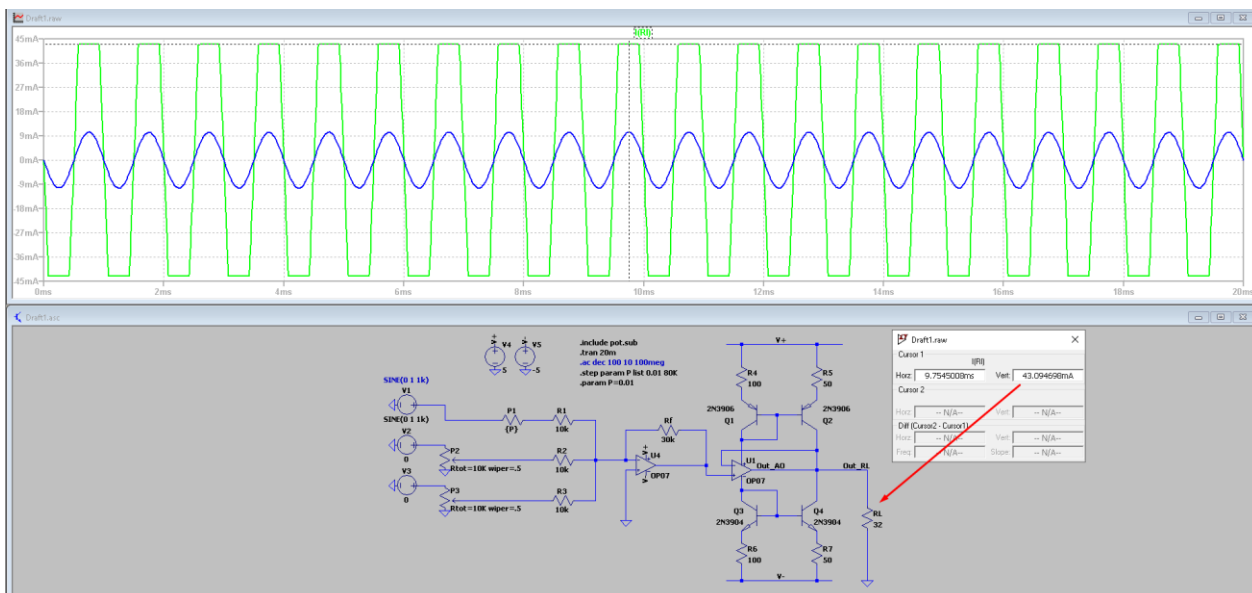 Draft1.raw
I(Rl)
45mA
36mA
27mA
18mA
9mA
0mA
-9mA
-18mA
-27mA
-36mA
-45mA
0ms 2ms 4ms 6ms 8ms 10ms 12ms 14ms 16ms 18ms 20ms
Draft1.asc
V4
5
V5
-5
.include pot.sub
.tran 20m
.ac dec 100 10 100meg
.step param P list 0.01 80K
.param P=0.01
SINE(0 1 1k)
V1
SINE(0 1 1k)
P1
{P}
R1
10k
V2
0
P2
Rtot=10K wiper=.5
R2
10k
V3
0
P3
Rtot=10K wiper=.5
R3
10k
Rf
30k
U4
OP07
V+
R4
100
R5
50
2N3906
Q1
2N3906
Q2
U1
OP07
Out_AO
Out_RL
Q3
2N3904
Q4
2N3904
R6
100
R7
50
V-
RL
32
Draft1.raw
Cursor 1
I(Rl)
Horz: 9.7545008ms Vert: 43.094698mA
Cursor 2
Horz: -- N/A-- Vert: -- N/A--
Diff (Cursor2 - Cursor1)
Horz: -- N/A-- Vert: -- N/A--
Freq: -- N/A-- Slope: -- N/A--